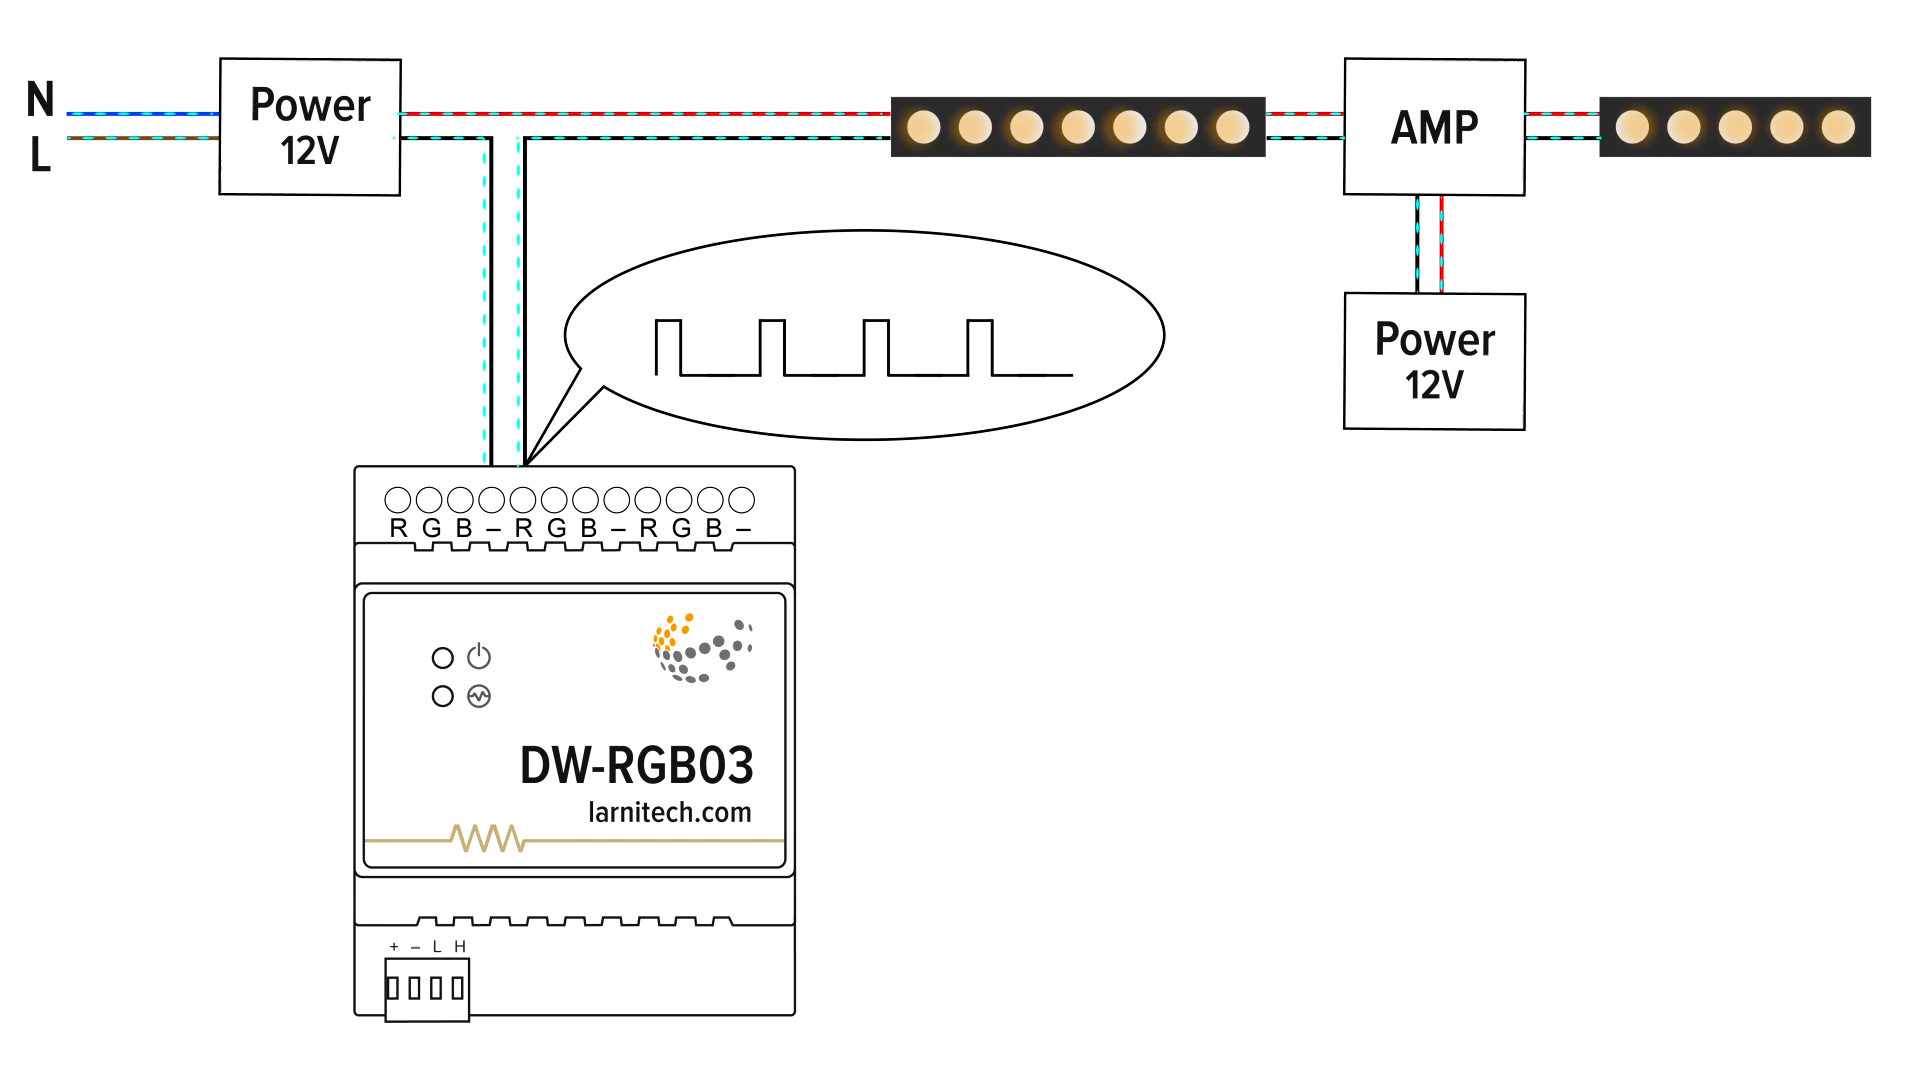 N
L
Power
12V
AMP
Power
12V
R G B – R G B – R G B –
DW-RGB03
larnitech.com
+ – L H